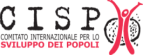 CISP
COMITATO INTERNAZIONALE PER LO
SVILUPPO DEI POPOLI